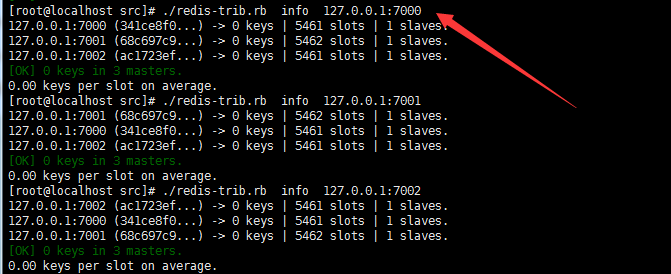 [root@localhost src]# ./redis-trib.rb  info  127.0.0.1:7000
127.0.0.1:7000 (341ce8f0...) -> 0 keys | 5461 slots | 1 slaves.
127.0.0.1:7001 (68c697c9...) -> 0 keys | 5462 slots | 1 slaves.
127.0.0.1:7002 (ac1723ef...) -> 0 keys | 5461 slots | 1 slaves.
[OK] 0 keys in 3 masters.
0.00 keys per slot on average.
[root@localhost src]# ./redis-trib.rb  info  127.0.0.1:7001
127.0.0.1:7001 (68c697c9...) -> 0 keys | 5462 slots | 1 slaves.
127.0.0.1:7000 (341ce8f0...) -> 0 keys | 5461 slots | 1 slaves.
127.0.0.1:7002 (ac1723ef...) -> 0 keys | 5461 slots | 1 slaves.
[OK] 0 keys in 3 masters.
0.00 keys per slot on average.
[root@localhost src]# ./redis-trib.rb  info  127.0.0.1:7002
127.0.0.1:7002 (ac1723ef...) -> 0 keys | 5461 slots | 1 slaves.
127.0.0.1:7000 (341ce8f0...) -> 0 keys | 5461 slots | 1 slaves.
127.0.0.1:7001 (68c697c9...) -> 0 keys | 5462 slots | 1 slaves.
[OK] 0 keys in 3 masters.
0.00 keys per slot on average.